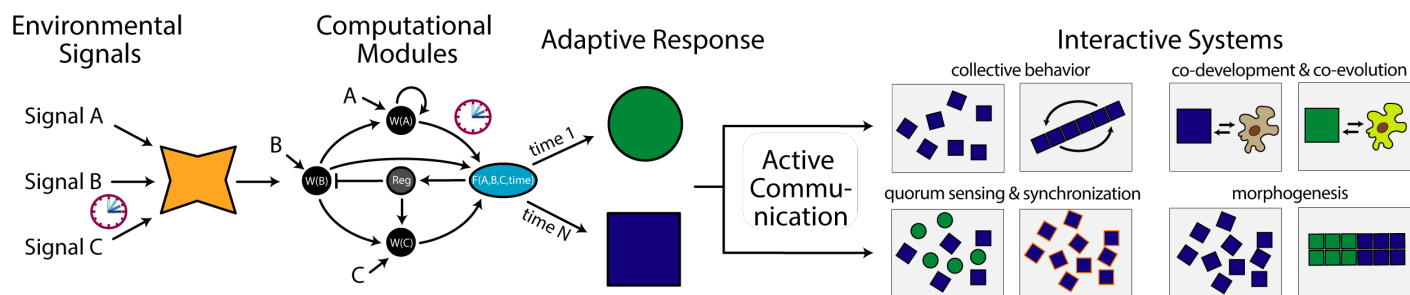 Environmental
Signals
Signal A
Signal B
Signal C
Computational
Modules
A
W(A)
B
W(B)
Reg
F(A,B,C,time)
W(C)
C
Adaptive Response
time 1
time N
Active
Commu-
nication
Interactive Systems
collective behavior
co-development & co-evolution
quorum sensing & synchronization
morphogenesis